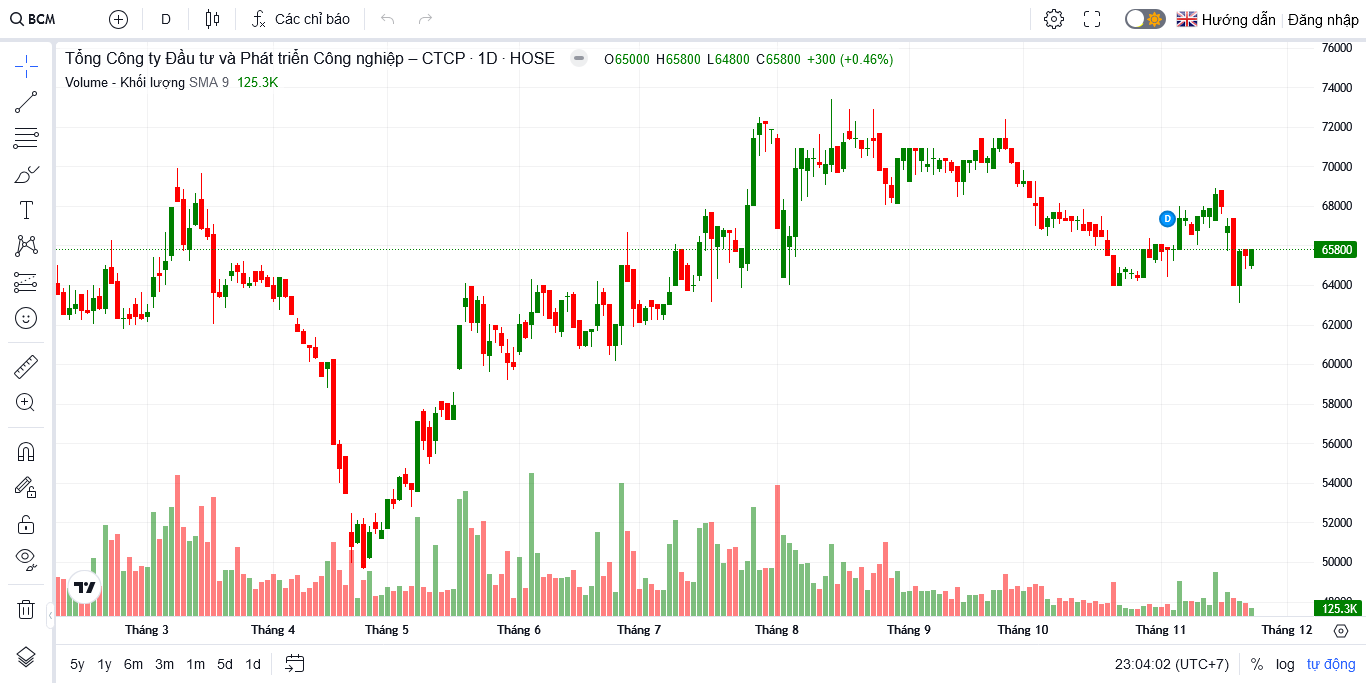 BCM D Các chỉ báo Hướng dẫn Đăng nhập
Tổng Công ty Đầu tư và Phát triển Công nghiệp – CTCP · 1D · HOSE O65000 H65800 L64800 C65800 +300 (+0.46%)
Volume - Khối lượng SMA 9 125.3K
76000
74000
72000
70000
68000
D
65800
64000
62000
60000
58000
56000
54000
52000
50000
48000
125.3K
Tháng 3 Tháng 4 Tháng 5 Tháng 6 Tháng 7 Tháng 8 Tháng 9 Tháng 10 Tháng 11 Tháng 12
5y 1y 6m 3m 1m 5d 1d 23:04:02 (UTC+7) % log tự động